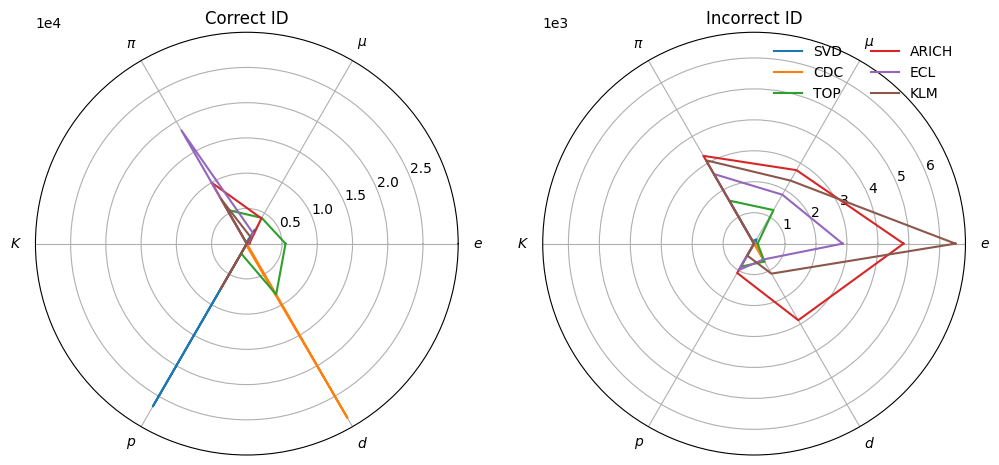 Correct ID
1e4
π
μ
K
e
p
d
0.5
1.0
1.5
2.0
2.5
Incorrect ID
1e3
π
μ
K
e
p
d
1
2
3
4
5
6
SVD
CDC
TOP
ARICH
ECL
KLM